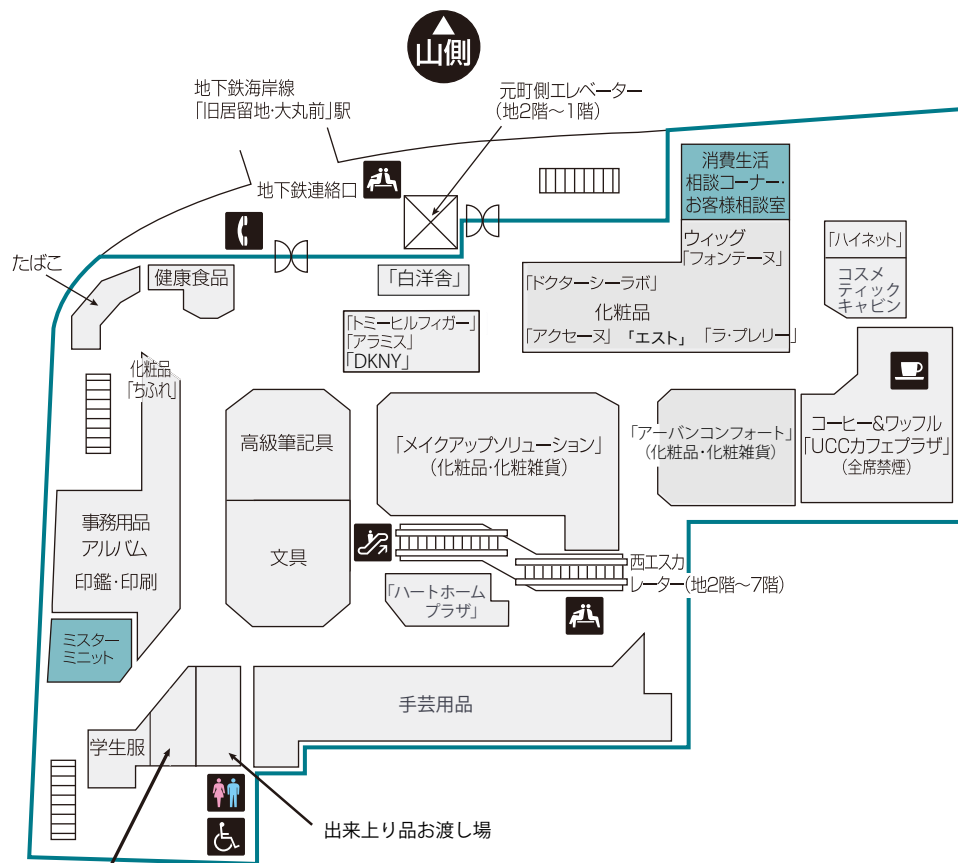 山側
地下鉄海岸線
「旧居留地・大丸前」駅
元町側エレベーター
(地2階〜1階)
地下鉄連絡口
消費生活
相談コーナー・
お客様相談室
たばこ
健康食品
「白洋舎」
ウィッグ
「フォンテーヌ」
「ドクターシーラボ」
化粧品
「アクセーヌ」 「エスト」 「ラ・プレリー」
「ハイネット」
コスメ
ティック
キャビン
「トミーヒルフィガー」
「アラミス」
「DKNY」
化粧品
「ちふれ」
高級筆記具
「メイクアップソリューション」
(化粧品・化粧雑貨)
「アーバンコンフォート」
(化粧品・化粧雑貨)
コーヒー&ワッフル
「UCCカフェプラザ」
(全席禁煙)
事務用品
アルバム
印鑑・印刷
文具
西エスカ
レーター(地2階〜7階)
「ハートホーム
プラザ」
ミスター
ミニット
手芸用品
学生服
出来上り品お渡し場